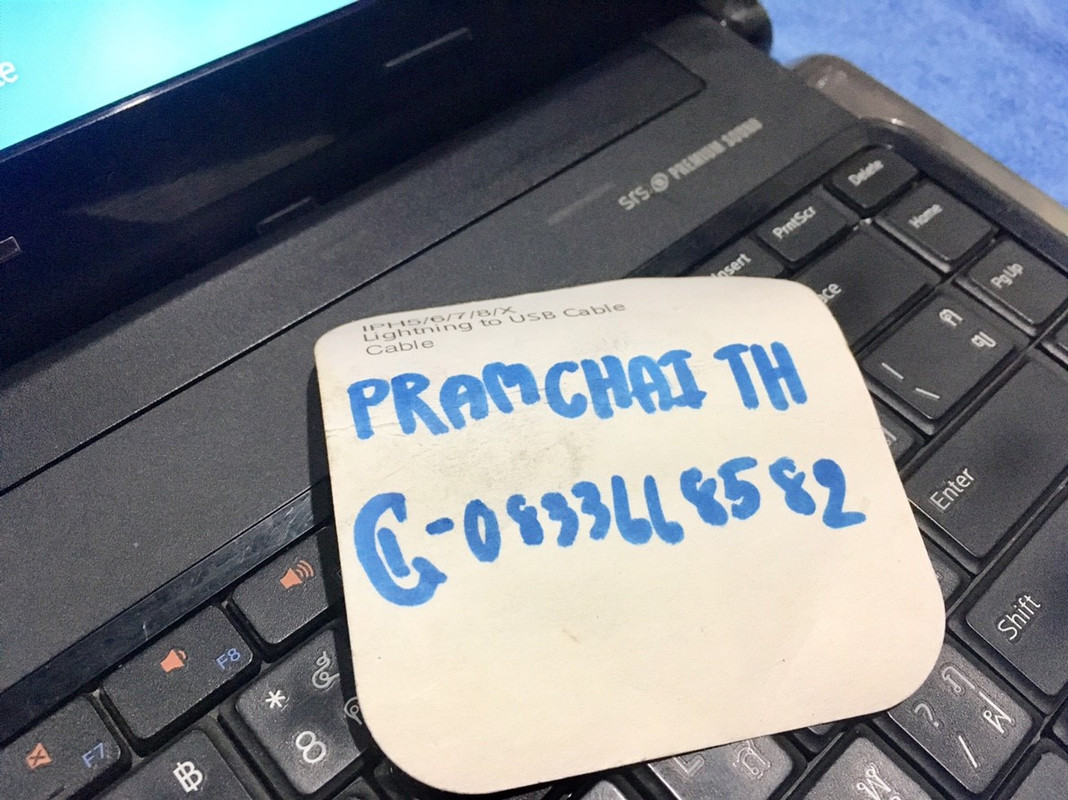 SRS PREMIUM SOUND
Delete
PrntScr
Home
Insert
PgUp
IPH5/6/7/8/X
Lightning to USB Cable
Cable
PRAMCHAI TH
-0833668582
Enter
Shift
F8
F7
*
8
฿
?
/